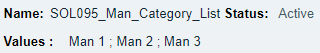 Name: SOL095_Man_Category_List Status: Active
Values : Man 1 ; Man 2 ; Man 3